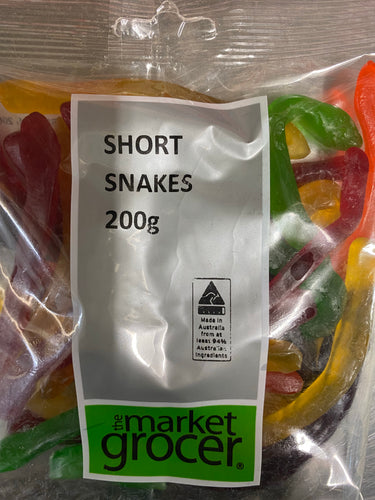 SHORT
SNAKES
200g
Made in
Australia
from at
least 94%
Australian
ingredients
the market
grocer®